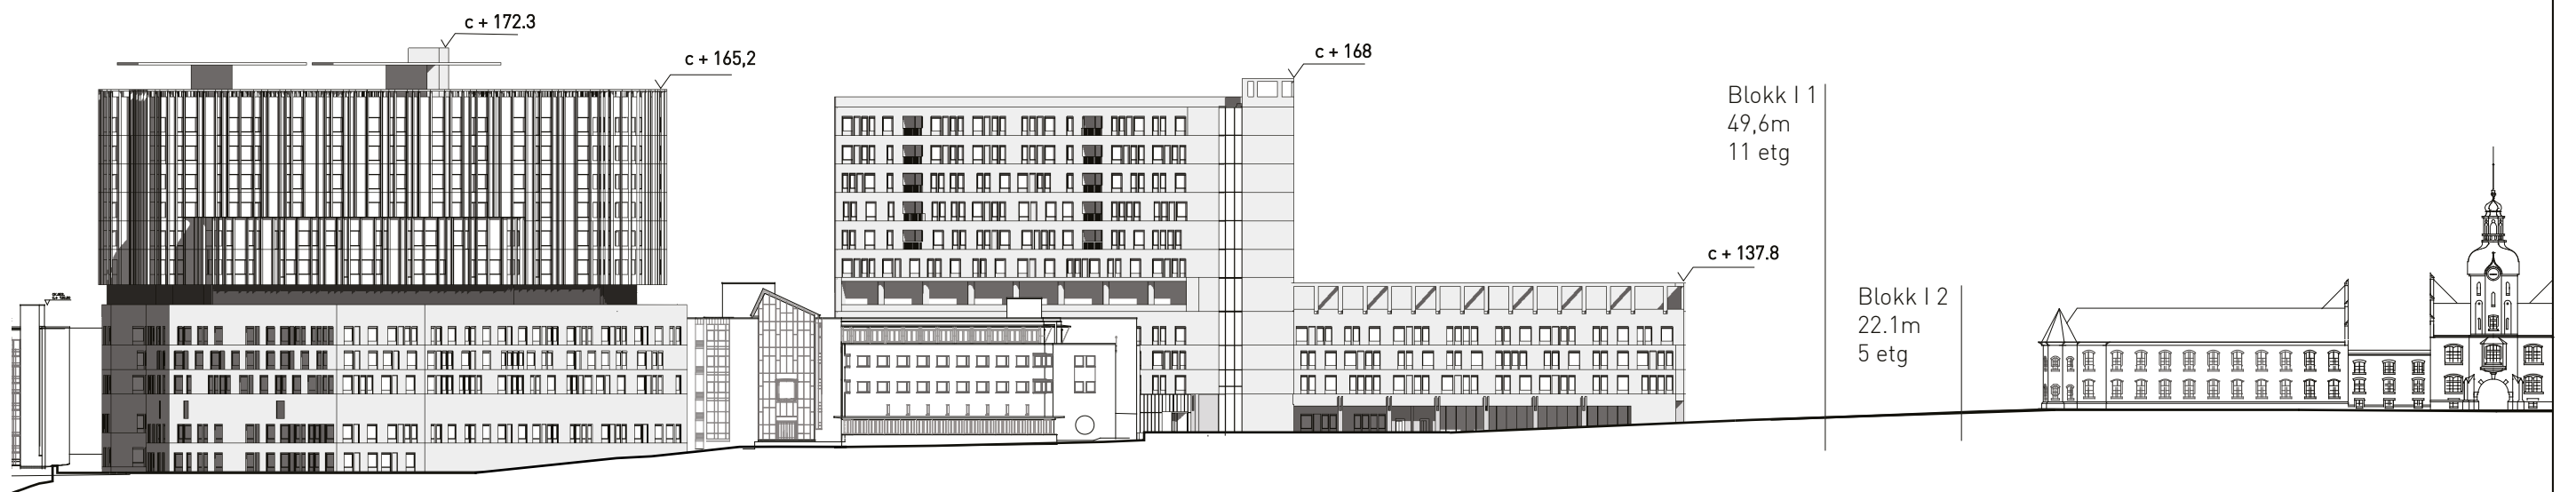 c + 172.3
c + 165,2
c + 168
Blokk I 1
49,6m
11 etg
c + 137.8
Blokk I 2
22.1m
5 etg